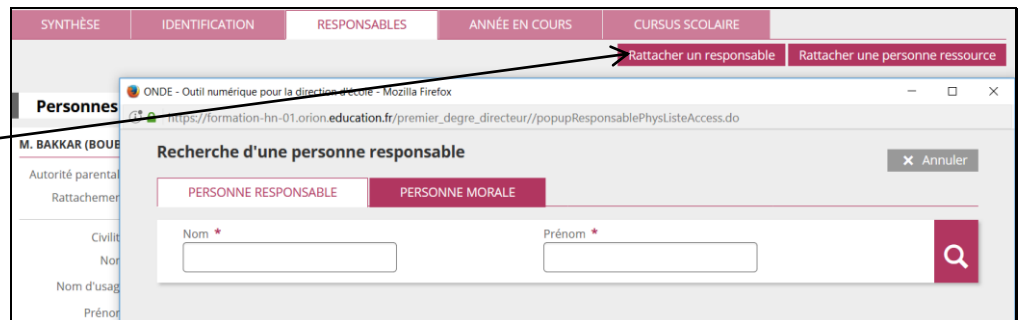 SYNTHÈSE IDENTIFICATION RESPONSABLES ANNÉE EN COURS CURSUS SCOLAIRE
Rattacher un responsable Rattacher une personne ressource
ONDE - Outil numérique pour la direction d'école - Mozilla Firefox
Personnes
https://formation-hn-01.orion.education.fr/premier_degre_directeur//popupResponsablePhysListeAccess.do
M. BAKKAR (BOUE
Recherche d'une personne responsable
Annuler
Autorité parental
PERSONNE RESPONSABLE PERSONNE MORALE
Rattachemer
Nom * Prénom *
Civilit
Nor
Nom d'usag
Prénor